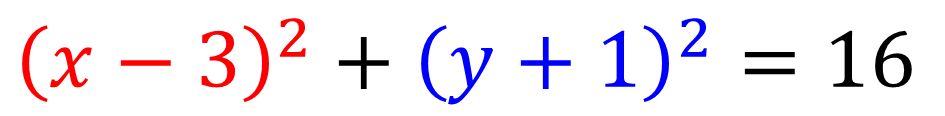 (x − 3)² + (y + 1)² = 16